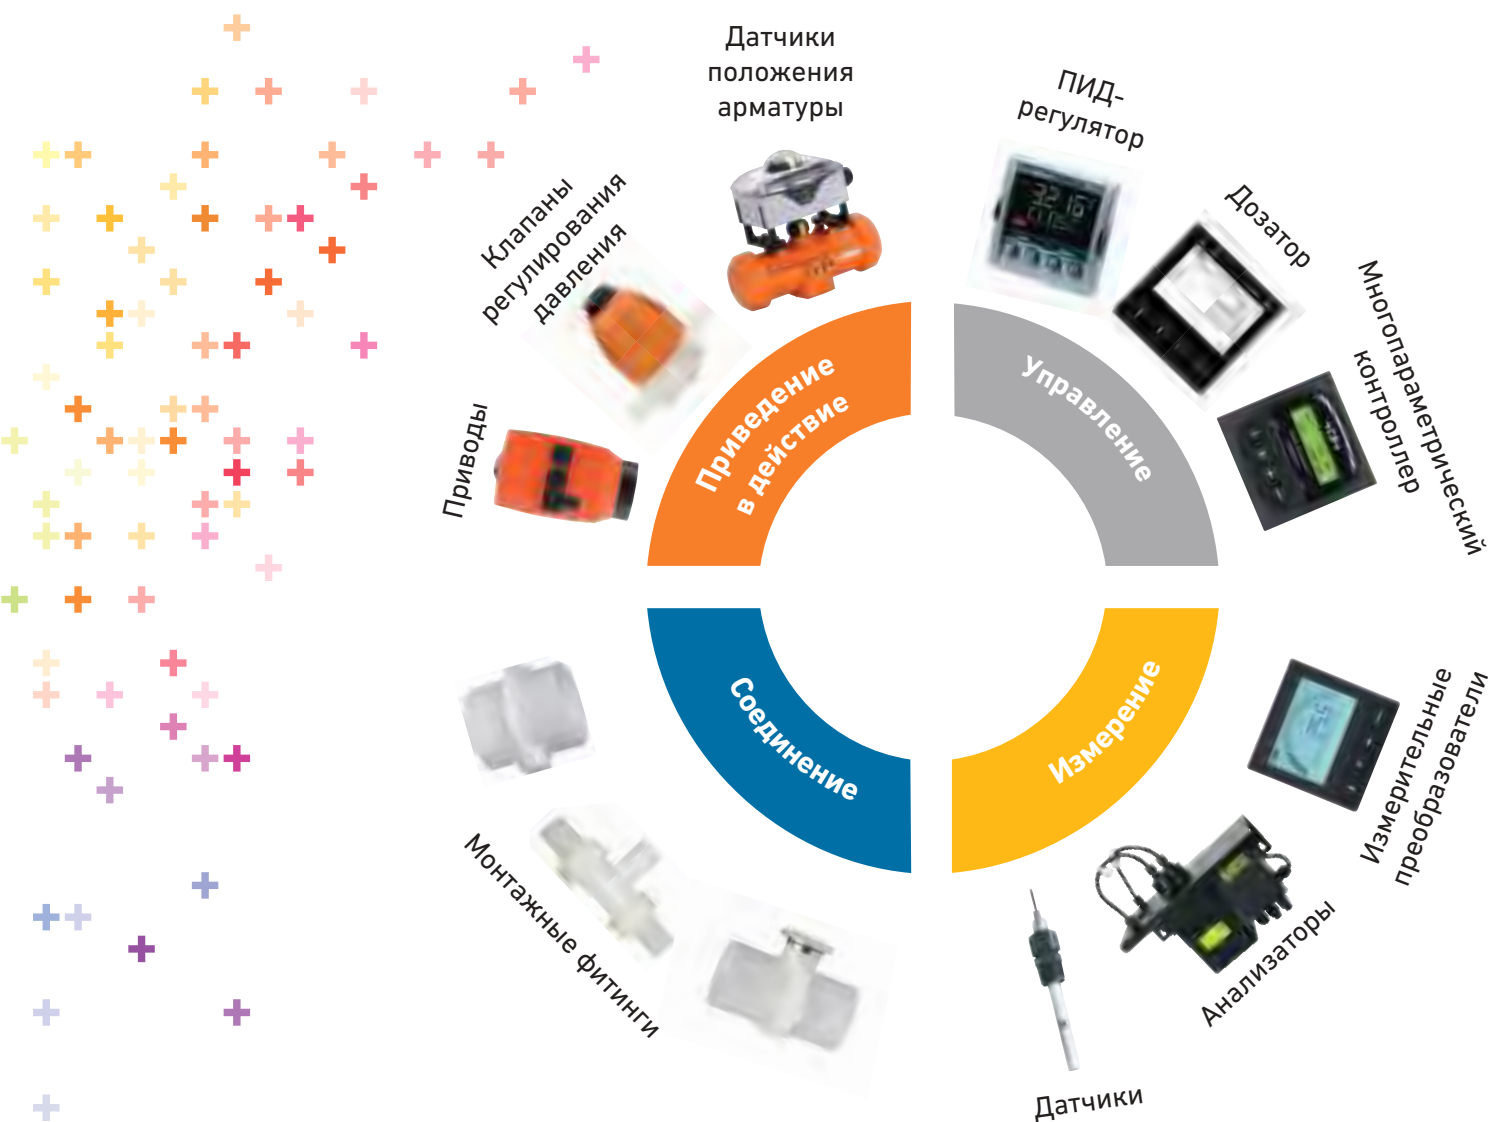 Датчики
положения
арматуры
ПИД-
регулятор
Дозатор
Многопараметрический
контроллер
Клапаны
регулирования
давления
Приводы
Приведение
в действие
Управление
Соединение
Измерение
Измерительные
преобразователи
Анализаторы
Датчики
Монтажные фитинги